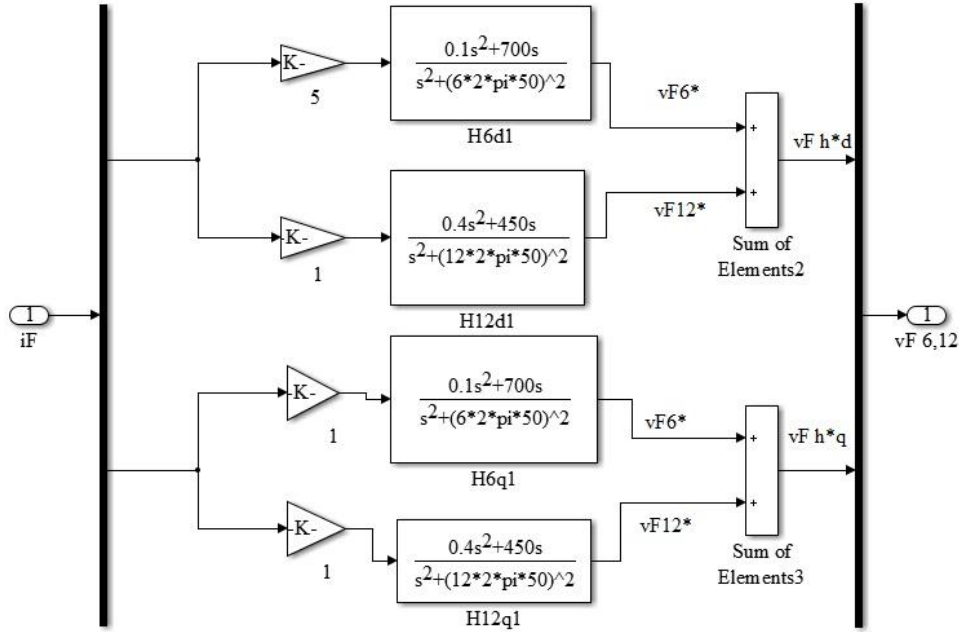 K-
5
0.1s²+700s
s²+(6*2*pi*50)^2
H6d1
vF6*
+
+
vF h*d
-K-
1
0.4s²+450s
s²+(12*2*pi*50)^2
H12d1
vF12*
Sum of
Elements2
1
iF
1
vF 6,12
-K-
1
0.1s²+700s
s²+(6*2*pi*50)^2
H6q1
vF6*
+
+
vF h*q
-K-
1
0.4s²+450s
s²+(12*2*pi*50)^2
H12q1
vF12*
Sum of
Elements3